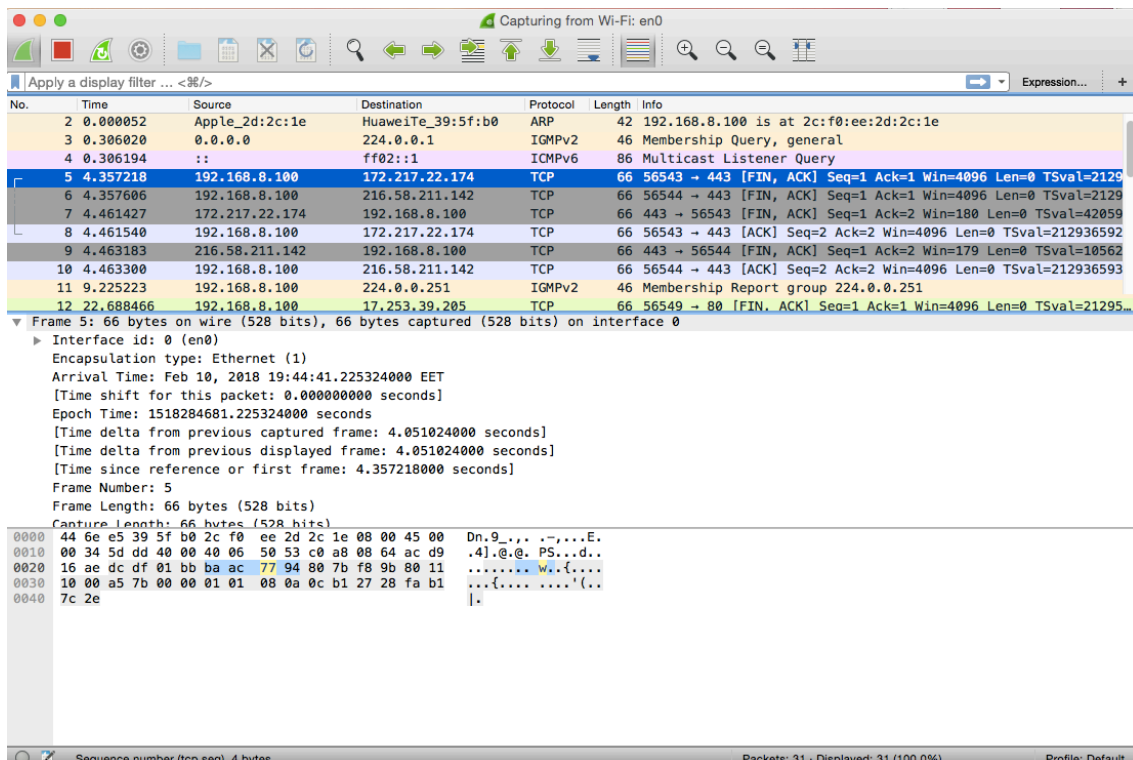 Capturing from Wi-Fi: en0
Apply a display filter ... <⌘/>
Expression... +
No. Time Source Destination Protocol Length Info
2 0.000052 Apple_2d:2c:1e HuaweiTe_39:5f:b0 ARP 42 192.168.8.100 is at 2c:f0:ee:2d:2c:1e
3 0.306020 0.0.0.0 224.0.0.1 IGMPv2 46 Membership Query, general
4 0.306194 :: ff02::1 ICMPv6 86 Multicast Listener Query
5 4.357218 192.168.8.100 172.217.22.174 TCP 66 56543 → 443 [FIN, ACK] Seq=1 Ack=1 Win=4096 Len=0 TSval=2129
6 4.357606 192.168.8.100 216.58.211.142 TCP 66 56544 → 443 [FIN, ACK] Seq=1 Ack=1 Win=4096 Len=0 TSval=2129
7 4.461427 172.217.22.174 192.168.8.100 TCP 66 443 → 56543 [FIN, ACK] Seq=1 Ack=2 Win=180 Len=0 TSval=42059
8 4.461540 192.168.8.100 172.217.22.174 TCP 66 56543 → 443 [ACK] Seq=2 Ack=2 Win=4096 Len=0 TSval=212936592
9 4.463183 216.58.211.142 192.168.8.100 TCP 66 443 → 56544 [FIN, ACK] Seq=1 Ack=2 Win=179 Len=0 TSval=10562
10 4.463300 192.168.8.100 216.58.211.142 TCP 66 56544 → 443 [ACK] Seq=2 Ack=2 Win=4096 Len=0 TSval=212936593
11 9.225223 192.168.8.100 224.0.0.251 IGMPv2 46 Membership Report group 224.0.0.251
12 22.688466 192.168.8.100 17.253.39.205 TCP 66 56549 → 80 [FIN, ACK] Seq=1 Ack=1 Win=4096 Len=0 TSval=21295…
Frame 5: 66 bytes on wire (528 bits), 66 bytes captured (528 bits) on interface 0
Interface id: 0 (en0)
Encapsulation type: Ethernet (1)
Arrival Time: Feb 10, 2018 19:44:41.225324000 EET
[Time shift for this packet: 0.000000000 seconds]
Epoch Time: 1518284681.225324000 seconds
[Time delta from previous captured frame: 4.051024000 seconds]
[Time delta from previous displayed frame: 4.051024000 seconds]
[Time since reference or first frame: 4.357218000 seconds]
Frame Number: 5
Frame Length: 66 bytes (528 bits)
Capture Length: 66 bytes (528 bits)
0000 44 6e e5 39 5f b0 2c f0 ee 2d 2c 1e 08 00 45 00 Dn.9_.,. .-,...E.
0010 00 34 5d dd 40 00 40 06 50 53 c0 a8 08 64 ac d9 .4].@.@. PS...d..
0020 16 ae dc df 01 bb ba ac 77 94 80 7b f8 9b 80 11 ........ w..{....
0030 10 00 a5 7b 00 00 01 01 08 0a 0c b1 27 28 fa b1 ...{.... ....'(..
0040 7c 2e |.
Sequence number (tcp.seq), 4 bytes
Packets: 31 · Displayed: 31 (100.0%)
Profile: Default